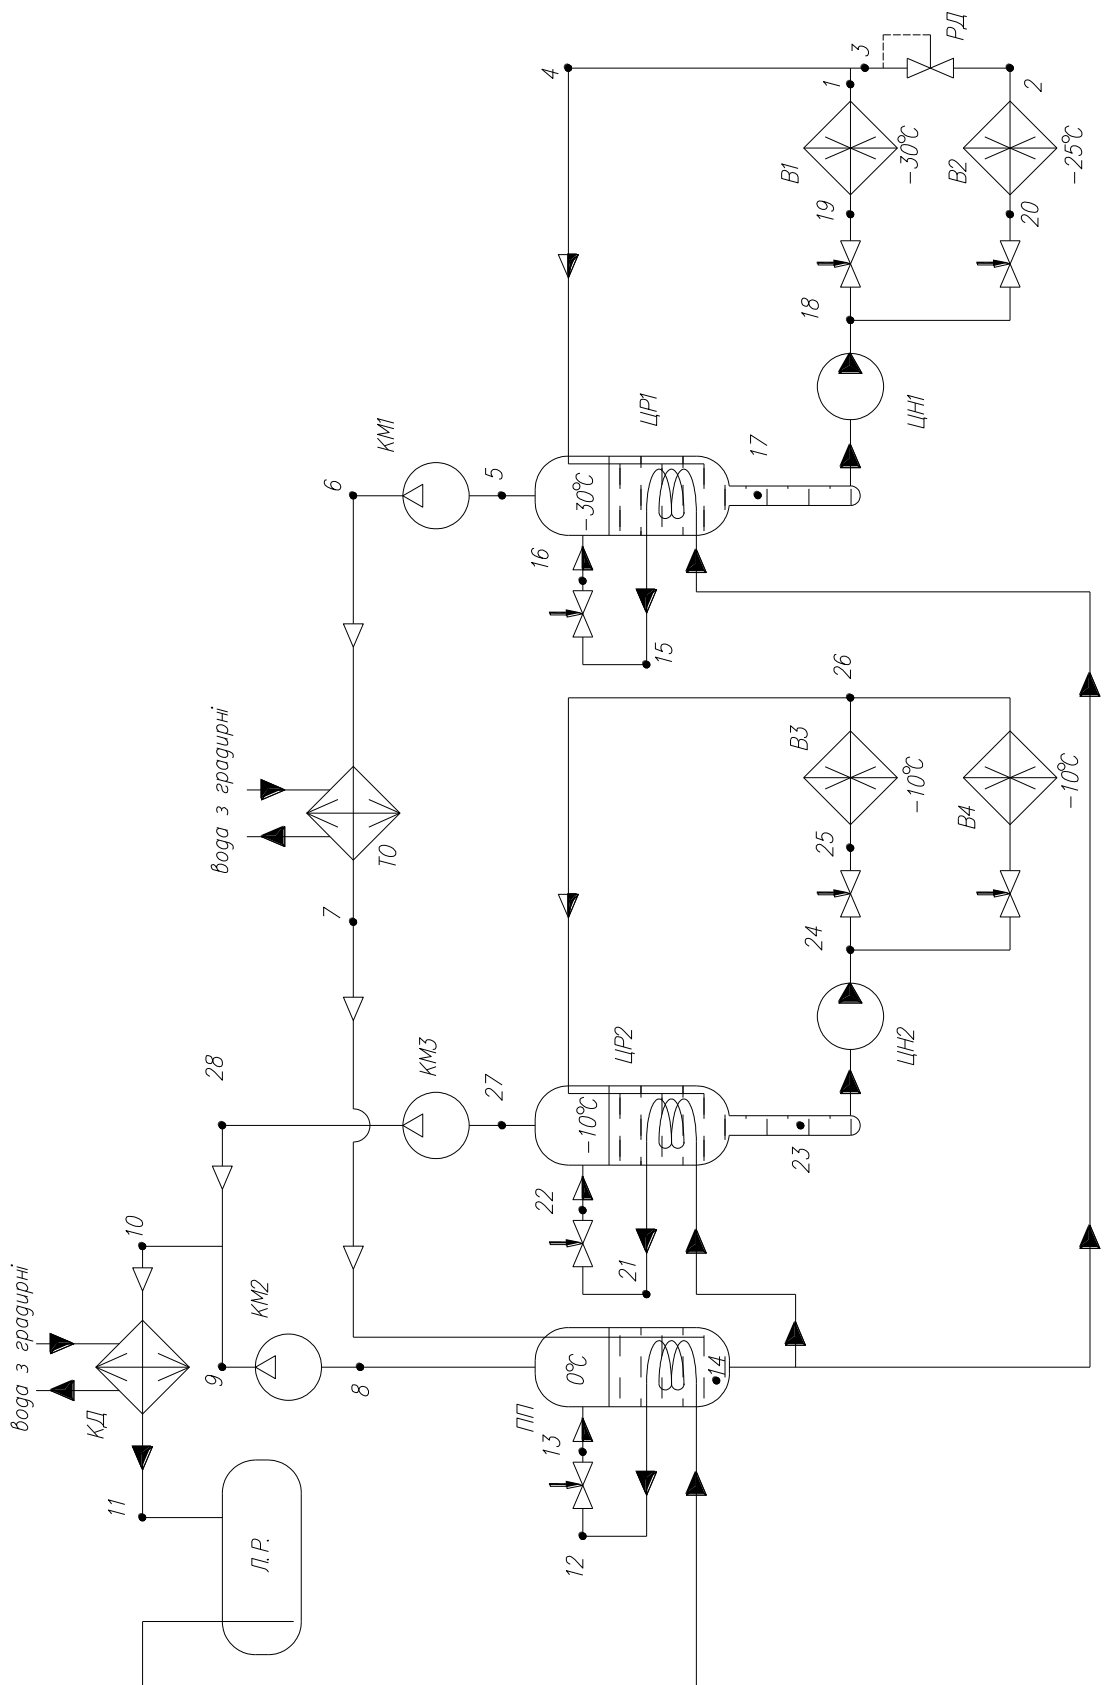 вода з градирні
КД
11
10
9
28
вода з градирні
Л.Р.
КМ2
7
6
8
ТО
КМ1
КМ3
27
5
4
ПП
13
12
0°С
22
-10°С
16
-30°С
21
ЦР2
ЦР1
15
14
17
23
В3
В1
18
24
25
19
1
26
3
ЦН2
-10°С
ЦН1
-30°С
В4
В2
РД
20
2
-10°С
-25°С